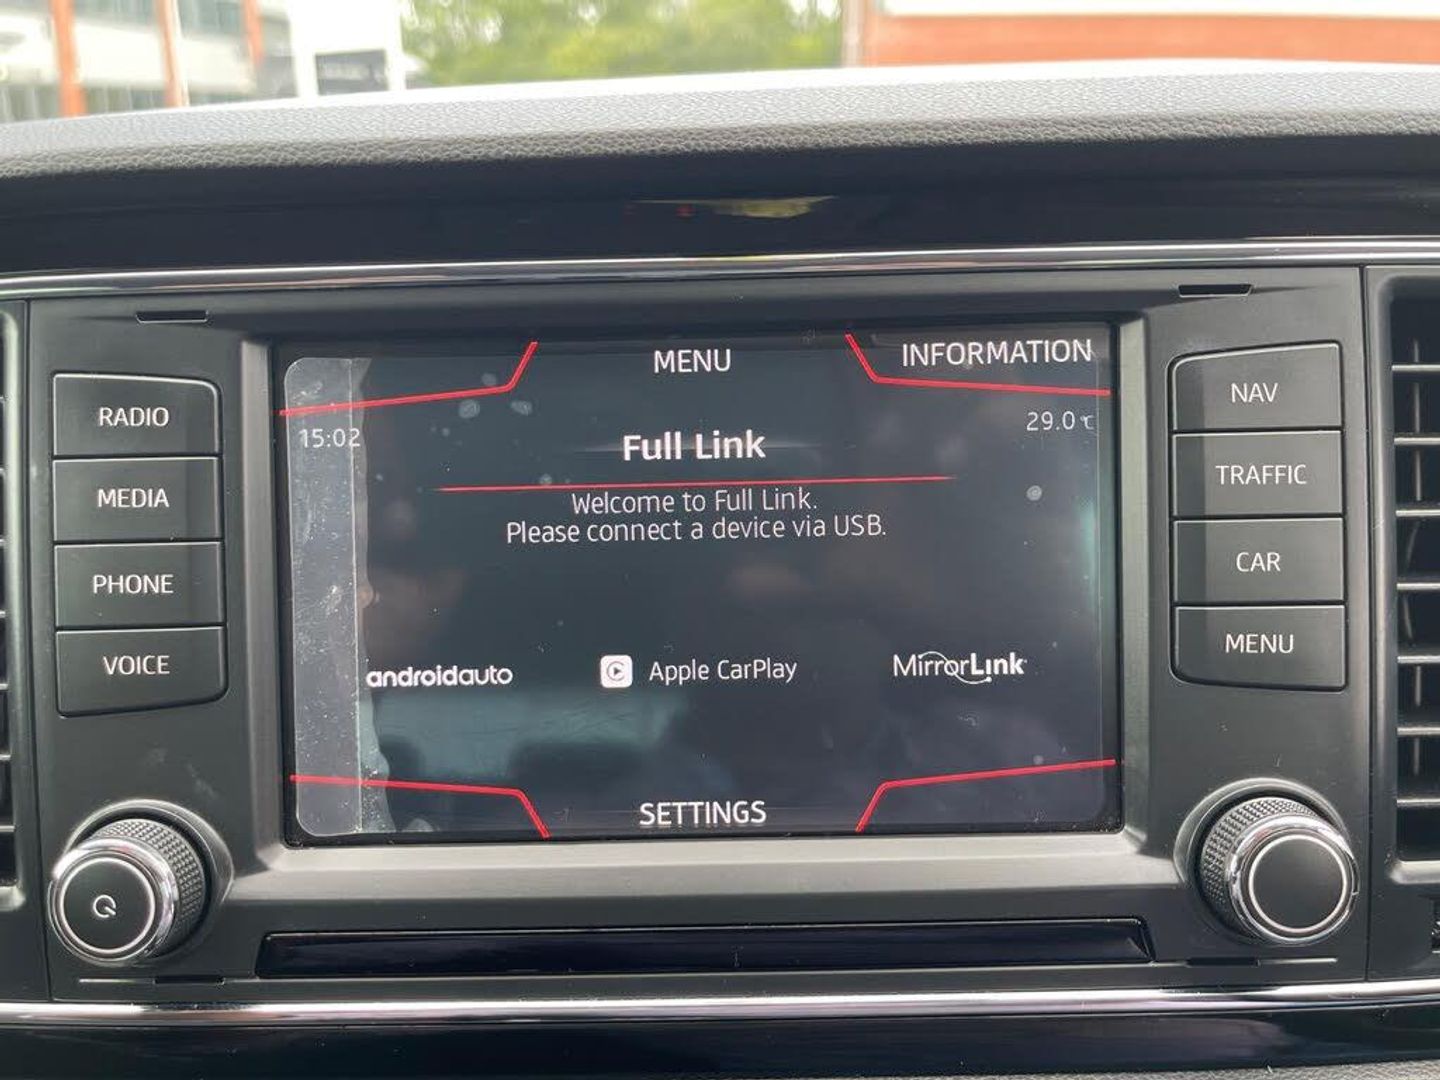 MENU
INFORMATION
RADIO
MEDIA
PHONE
VOICE
15:02
29.0℃
Full Link
Welcome to Full Link.
Please connect a device via USB.
androidauto
Apple CarPlay
MirrorLink
SETTINGS
NAV
TRAFFIC
CAR
MENU